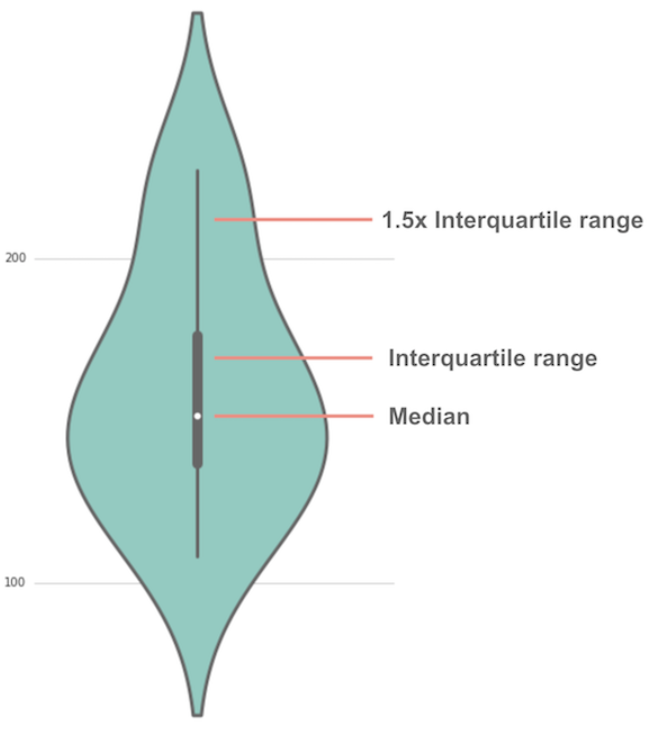 1.5x Interquartile range
200
Interquartile range
Median
100